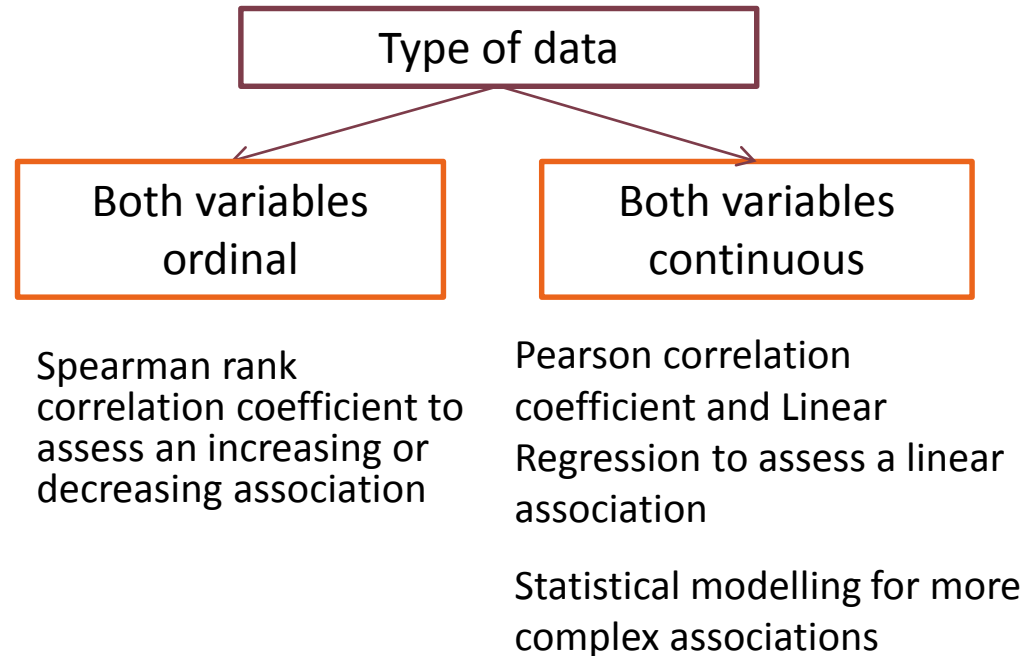 Type of data
Both variables
ordinal
Both variables
continuous
Spearman rank
correlation coefficient to
assess an increasing or
decreasing association
Pearson correlation
coefficient and Linear
Regression to assess a linear
association
Statistical modelling for more
complex associations